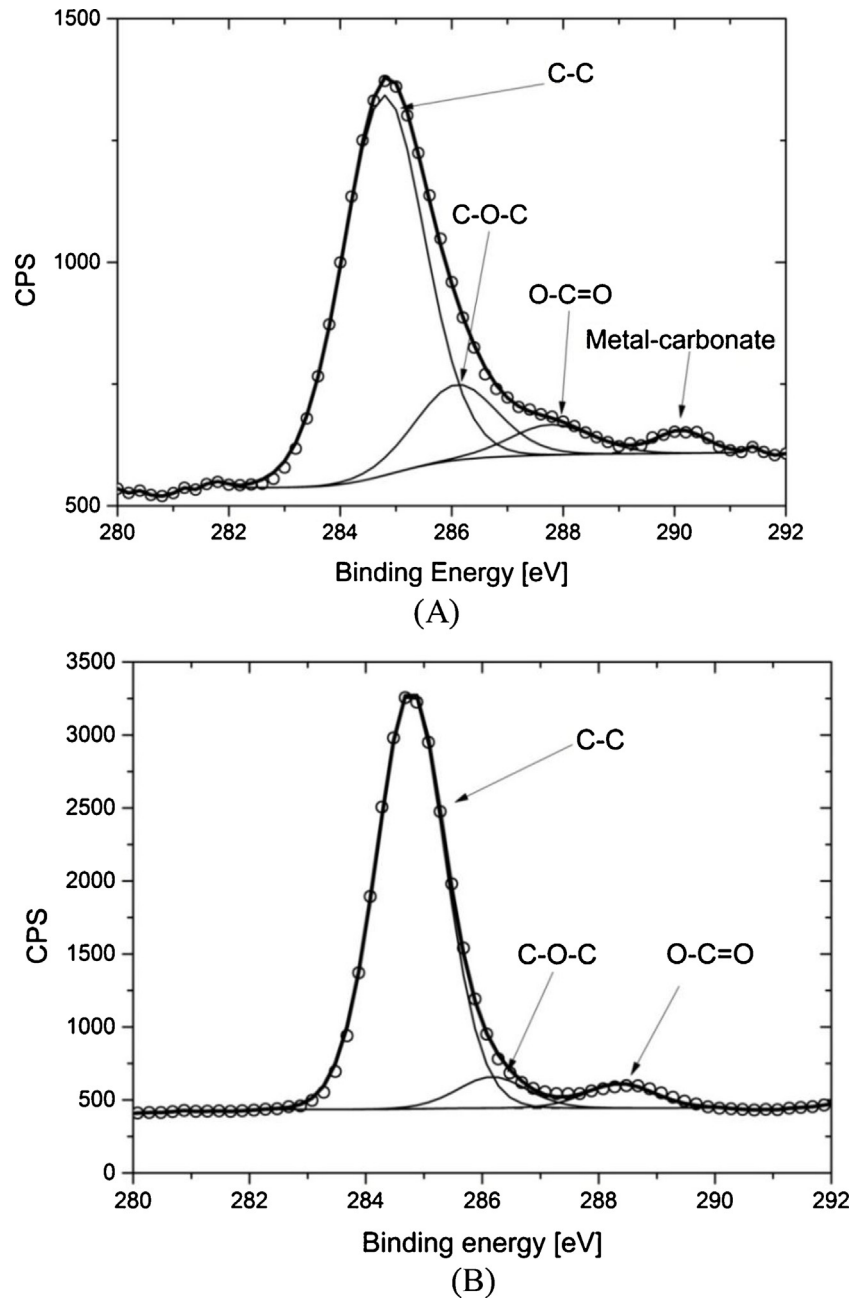 1500
C-C
C-O-C
1000
O-C=O
Metal-carbonate
CPS
500
280 282 284 286 288 290 292
Binding Energy [eV]
(A)
3500
3000
C-C
2500
2000
C-O-C O-C=O
1500
CPS
1000
500
0
280 282 284 286 288 290 292
Binding energy [eV]
(B)